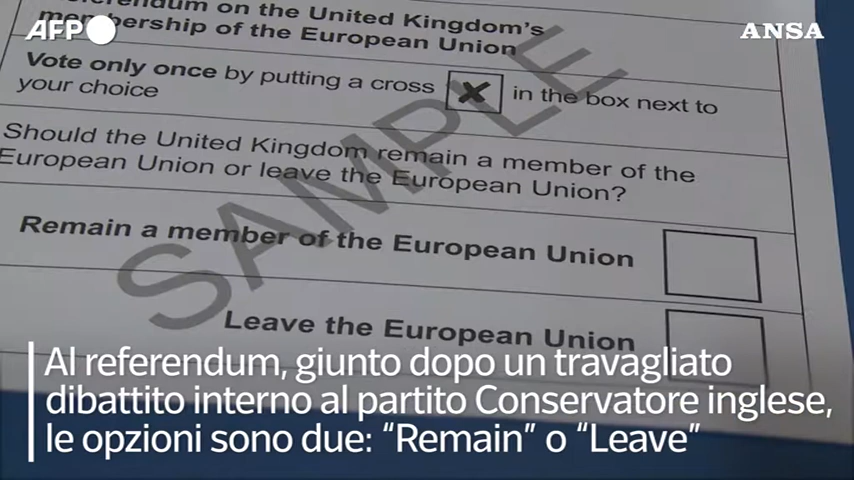 AFP
ANSA
Referendum on the United Kingdom's
membership of the European Union
Vote only once by putting a cross X in the box next to
your choice
Should the United Kingdom remain a member of the
European Union or leave the European Union?
Remain a member of the European Union
Leave the European Union
SAMPLE
Al referendum, giunto dopo un travagliato
dibattito interno al partito Conservatore inglese,
le opzioni sono due: “Remain” o “Leave”